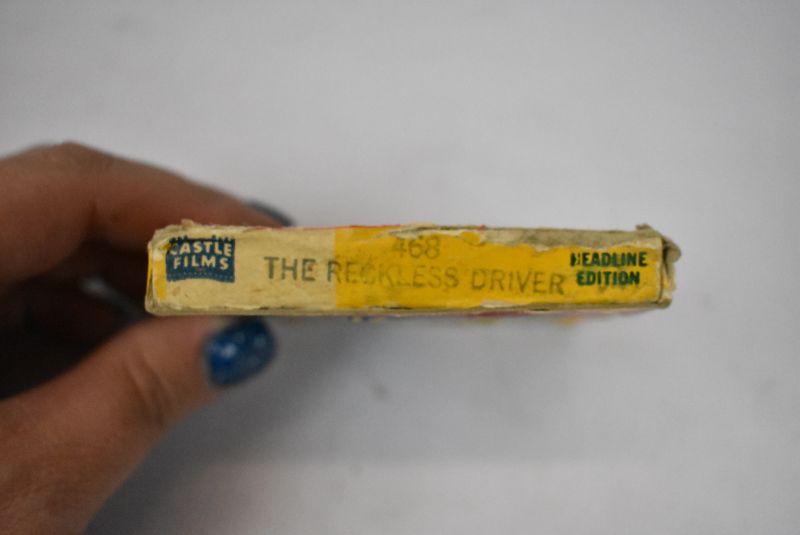 CASTLE
FILMS
468
THE RECKLESS DRIVER
HEADLINE
EDITION